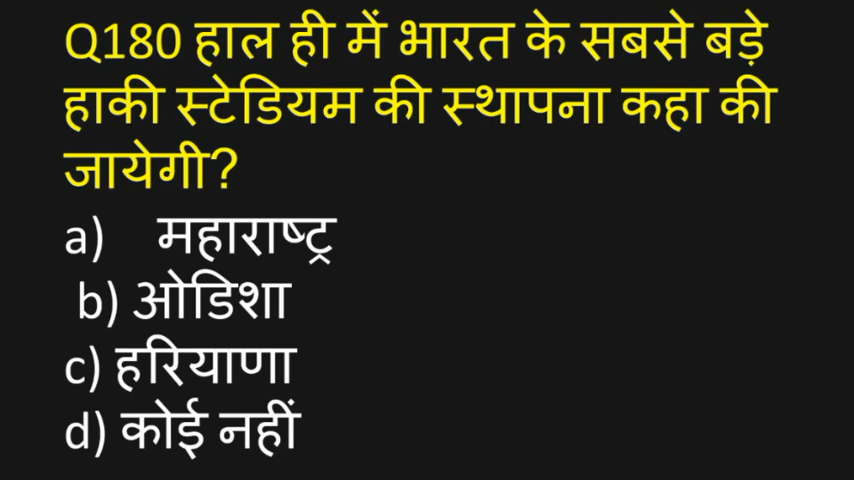 Q180 हाल ही में भारत के सबसे बड़े
हाकी स्टेडियम की स्थापना कहा की
जायेगी?
a) महाराष्ट्र
b) ओडिशा
c) हरियाणा
d) कोई नहीं